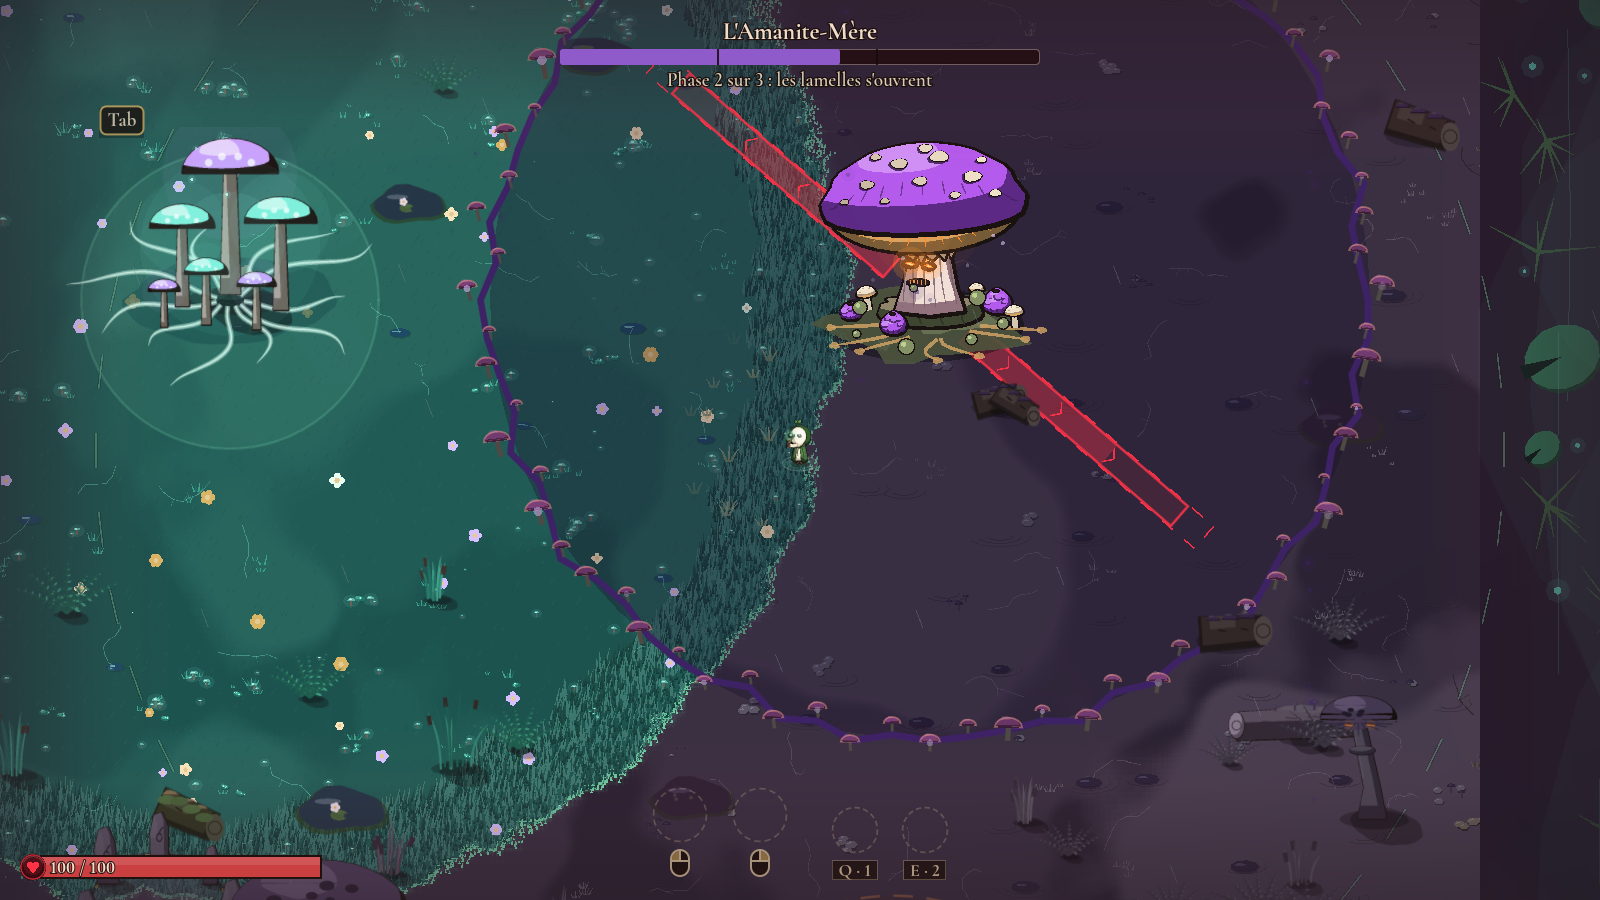 L'Amanite-Mère
Phase 2 sur 3 : les lamelles s'ouvrent
Tab
100 / 100
Q · 1
E · 2